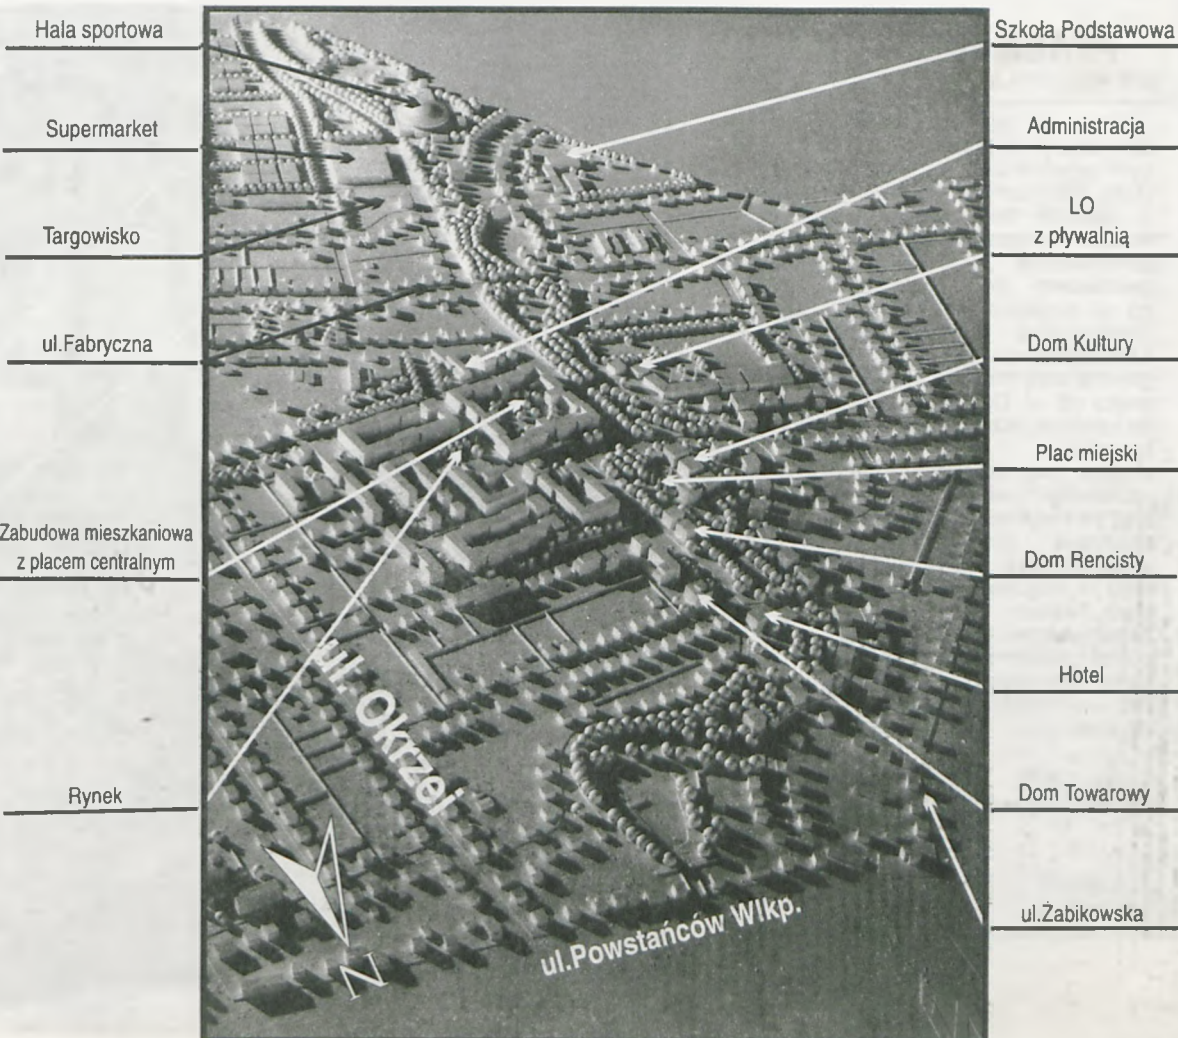 Hala sportowa
Supermarket
Targowisko
ul.Fabryczna
Zabudowa mieszkaniowa
z placem centralnym
Rynek
Szkoła Podstawowa
Administracja
LO
z pływalnią
Dom Kultury
Plac miejski
Dom Rencisty
Hotel
Dom Towarowy
ul.Żabikowska
ul. Okrzei
ul.Powstańców Wlkp.
N